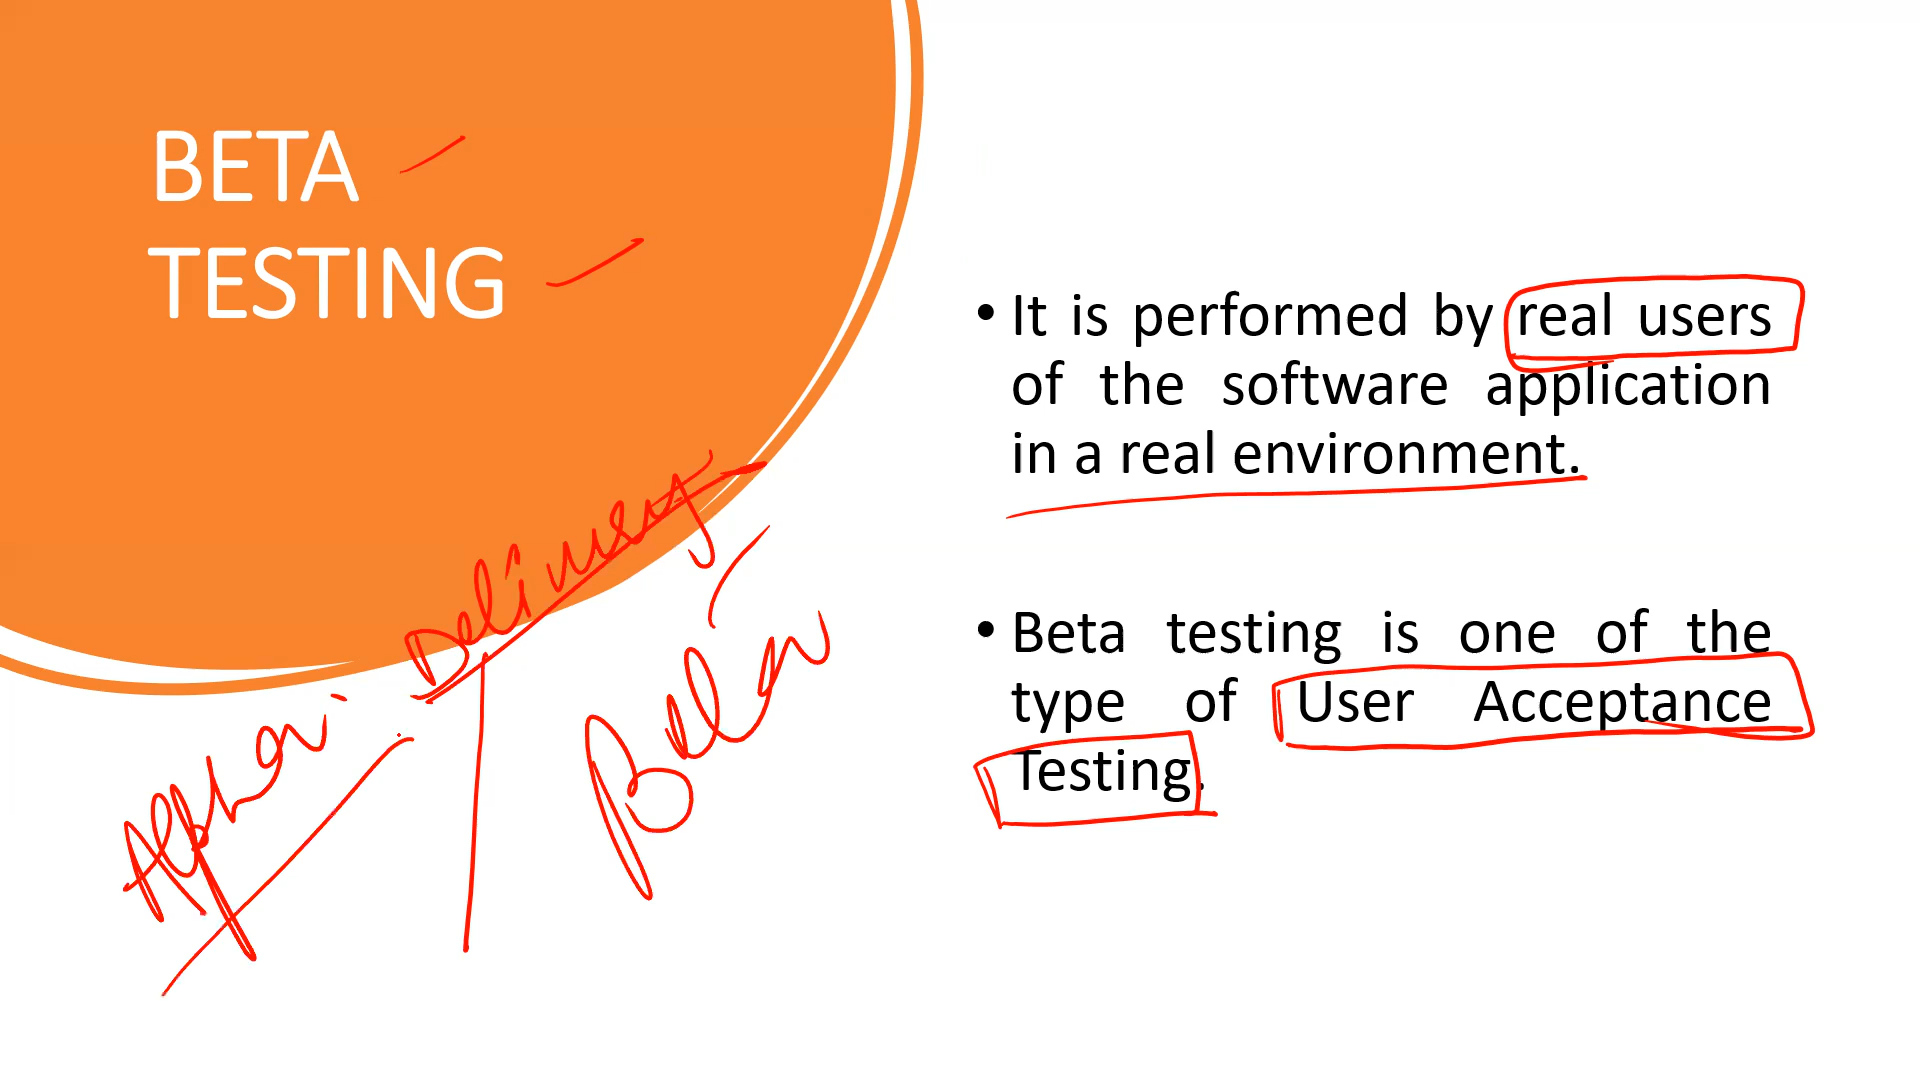 BETA
TESTING
• It is performed by real users
of the software application
in a real environment.
• Beta testing is one of the
type of User Acceptance
Testing.
Delivery
Alpha
Beta